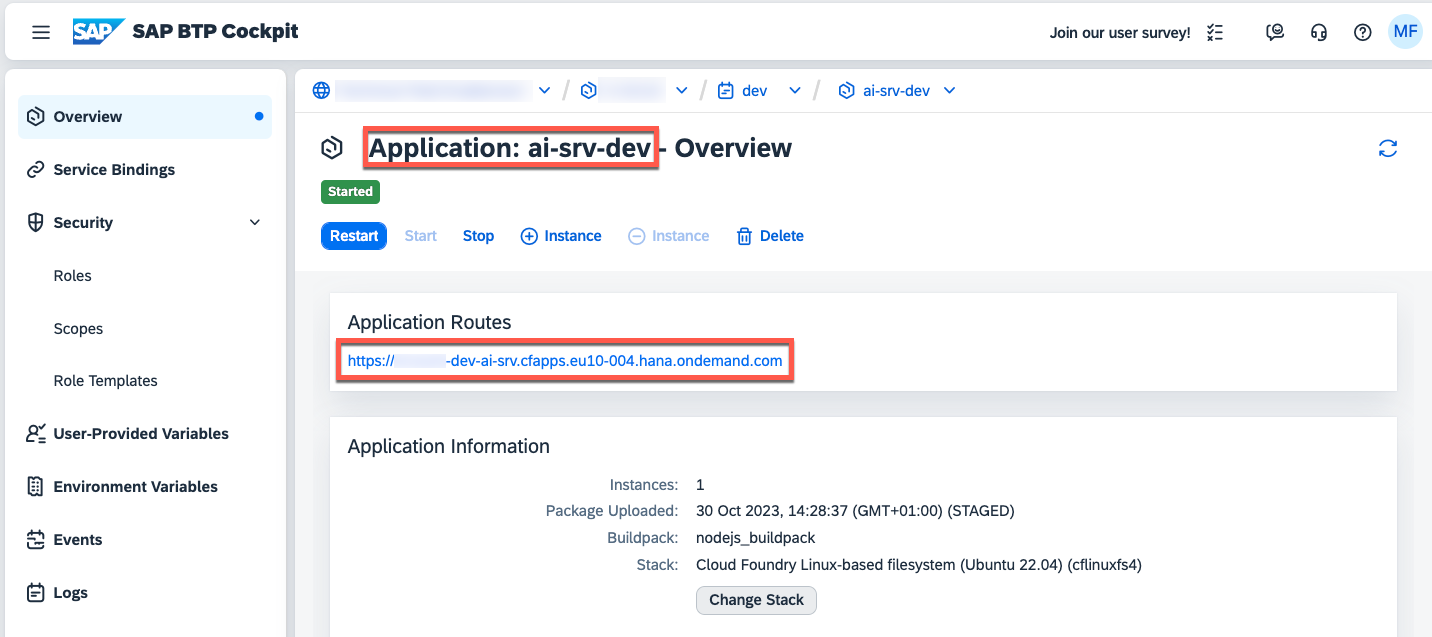 SAP SAP BTP Cockpit
Join our user survey!
MF
Overview
Service Bindings
Security
Roles
Scopes
Role Templates
User-Provided Variables
Environment Variables
Events
Logs
/ / dev / ai-srv-dev
Application: ai-srv-dev - Overview
Started
Restart Start Stop Instance Instance Delete
Application Routes
https:// -dev-ai-srv.cfapps.eu10-004.hana.ondemand.com
Application Information
Instances: 1
Package Uploaded: 30 Oct 2023, 14:28:37 (GMT+01:00) (STAGED)
Buildpack: nodejs_buildpack
Stack: Cloud Foundry Linux-based filesystem (Ubuntu 22.04) (cflinuxfs4)
Change Stack